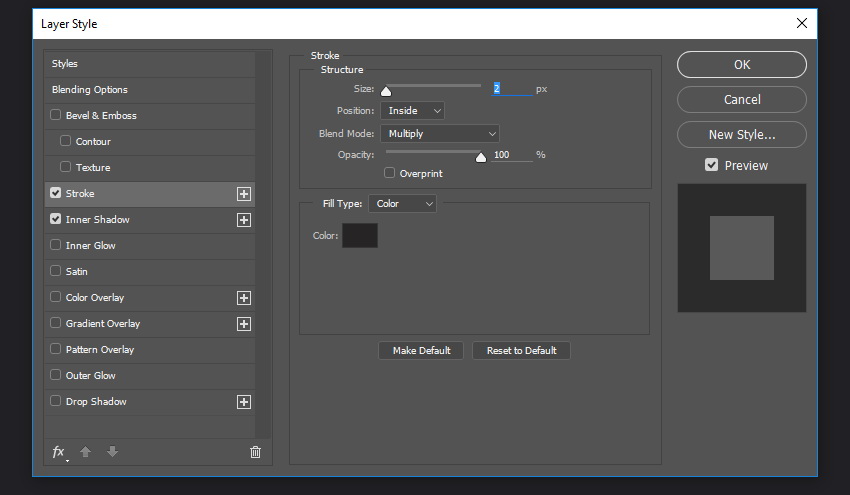 Layer Style
Styles
Blending Options
Bevel & Emboss
Contour
Texture
Stroke
Inner Shadow
Inner Glow
Satin
Color Overlay
Gradient Overlay
Pattern Overlay
Outer Glow
Drop Shadow
fx
Stroke
Structure
Size: 2 px
Position: Inside
Blend Mode: Multiply
Opacity: 100 %
Overprint
Fill Type: Color
Color:
Make Default Reset to Default
OK
Cancel
New Style...
Preview